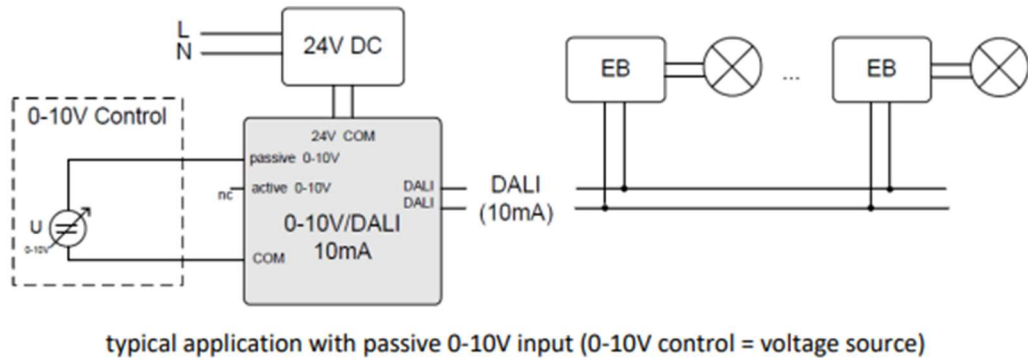 L
N
24V DC
EB
...
EB
0-10V Control
24V COM
passive 0-10V
nc
active 0-10V
DALI
DALI
DALI
(10mA)
U
0-10V
0-10V/DALI
10mA
COM
typical application with passive 0-10V input (0-10V control = voltage source)